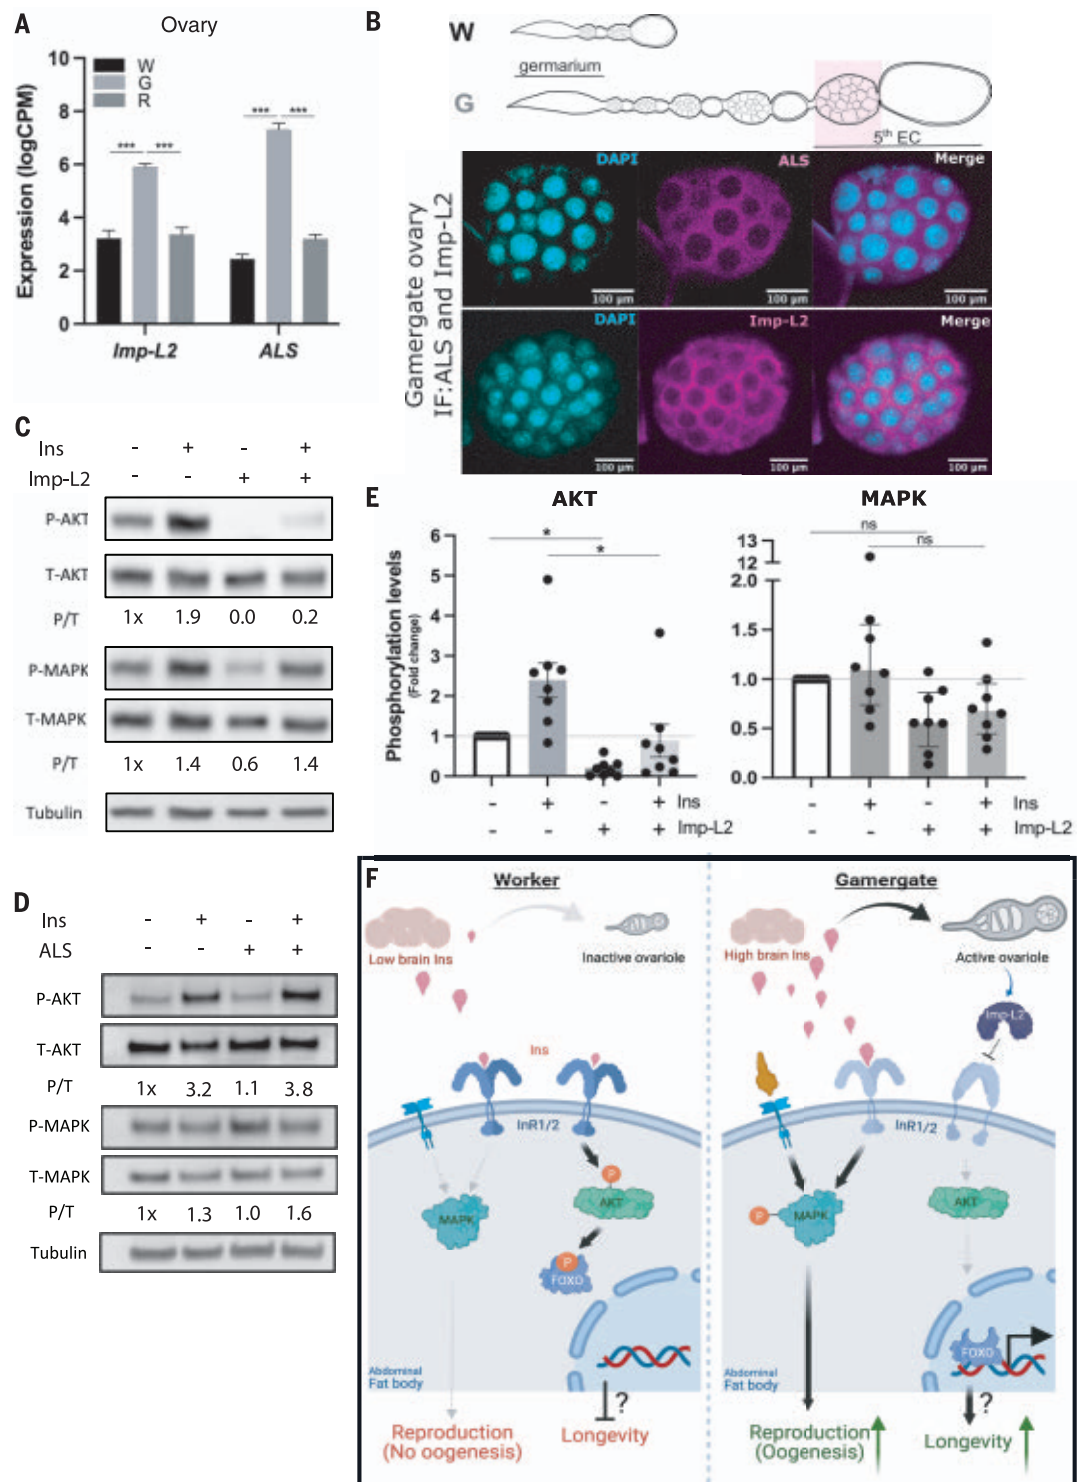 A
Ovary
W
G
R
Expression (logCPM)
10
8
6
4
2
0
*** ***
*** ***
Imp-L2
ALS
B
W
germarium
G
5th EC
Gamergate ovary
IF:ALS and Imp-L2
DAPI
ALS
Merge
100 µm
100 µm
100 µm
DAPI
Imp-L2
Merge
100 µm
100 µm
100 µm
C
Ins - + - +
Imp-L2 - - + +
P-AKT
T-AKT
P/T 1x 1.9 0.0 0.2
P-MAPK
T-MAPK
P/T 1x 1.4 0.6 1.4
Tubulin
D
Ins - + - +
ALS - - + +
P-AKT
T-AKT
P/T 1x 3.2 1.1 3.8
P-MAPK
T-MAPK
P/T 1x 1.3 1.0 1.6
Tubulin
E
AKT
Phosphorylation levels
(Fold change)
6
5
4
3
2
1
0
*
*
- + - + Ins
- - + + Imp-L2
MAPK
13
12
2.0
1.5
1.0
0.5
0.0
ns
ns
- + - + Ins
- - + + Imp-L2
F
Worker
Low brain Ins
Inactive ovariole
Ins
InR1/2
P
MAPK
AKT
P
FOXO
Abdominal
Fat body
?
Reproduction
(No oogenesis)
Longevity
Gamergate
High brain Ins
Active ovariole
Imp-L2
InR1/2
P
MAPK
AKT
FOXO
Abdominal
Fat body
?
Reproduction
(Oogenesis)
Longevity